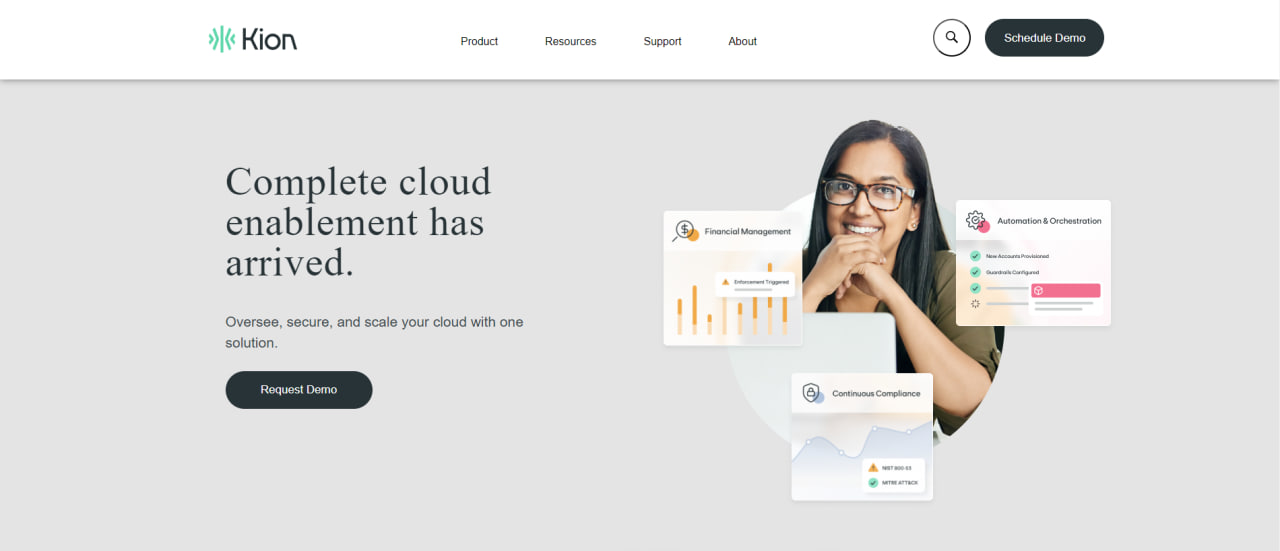 Kion
Product
Resources
Support
About
Schedule Demo
Complete cloud
enablement has
arrived.
Oversee, secure, and scale your cloud with one
solution.
Request Demo
Financial Management
Enforcement Triggered
Automation & Orchestration
New Accounts Provisioned
Guardrails Configured
Continuous Compliance
NIST 800-53
MITRE ATT&CK